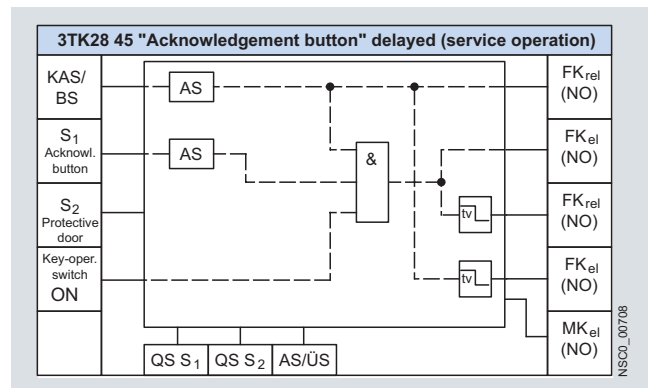 3TK28 45 "Acknowledgement button" delayed (service operation)
KAS/
BS
AS
FKrel
(NO)
S1
Acknowl.
button
AS
&
FKel
(NO)
S2
Protective
door
tv
FKrel
(NO)
Key-oper.
switch
ON
tv
FKel
(NO)
MKel
(NO)
QS S1
QS S2
AS/ÜS
NSC0_00708